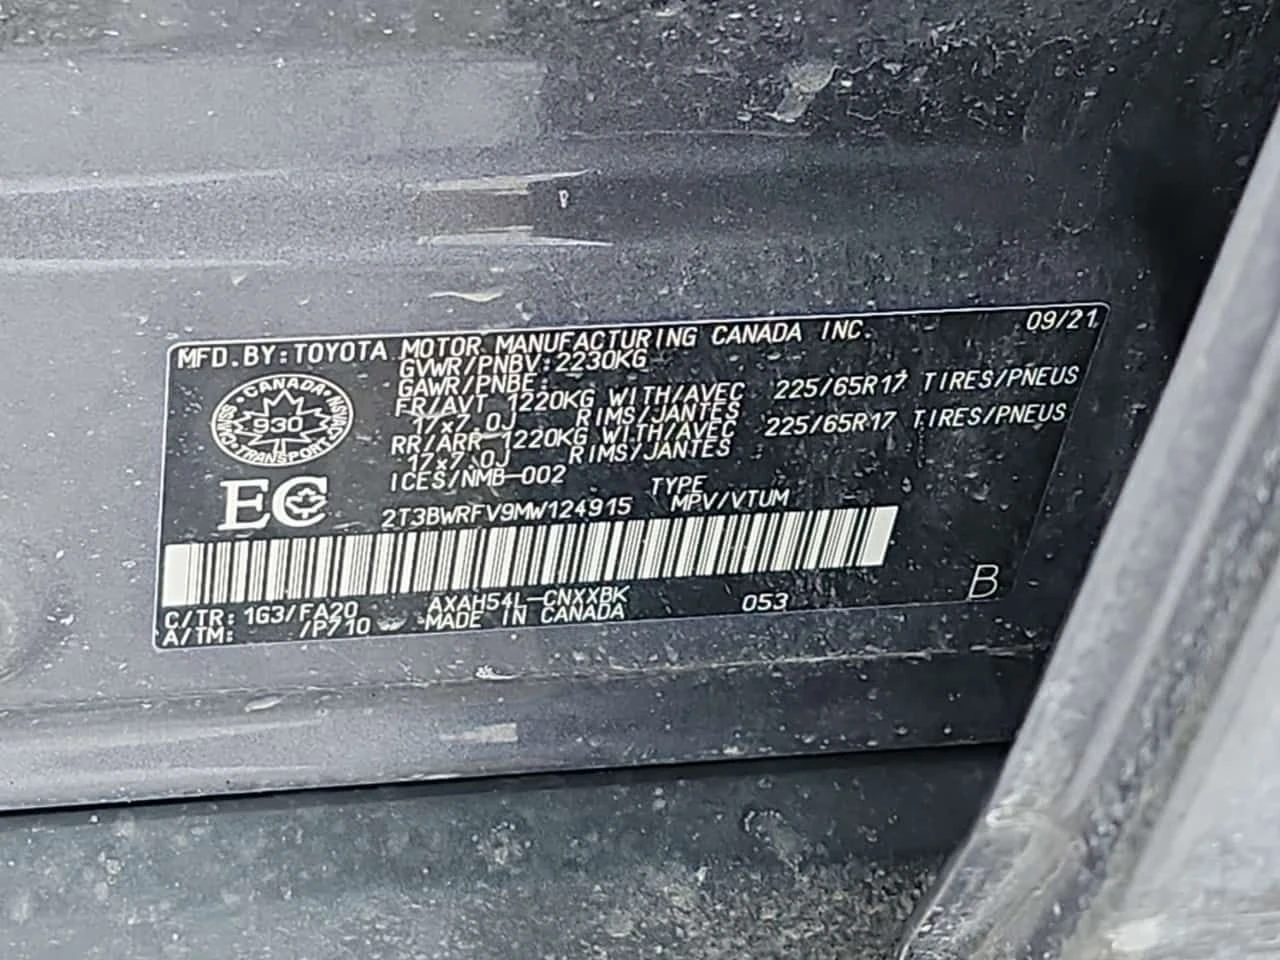 MFD.BY:TOYOTA MOTOR MANUFACTURING CANADA INC. 09/21
GVWR/PNBV:2230KG
GAWR/PNBE:
FR/AVT 1220KG WITH/AVEC 225/65R17 TIRES/PNEUS
17x7.0J RIMS/JANTES
RR/ARR 1220KG WITH/AVEC 225/65R17 TIRES/PNEUS
17x7.0J RIMS/JANTES
ICES/NMB-002
CANADA
930
TRANSPORT
CMVSS
NSVAC
EC
TYPE
2T3BWRFV9MW124915 MPV/VTUM
C/TR: 1G3/FA20 AXAH54L-CNXXBK 053 B
A/TM: /P710 MADE IN CANADA